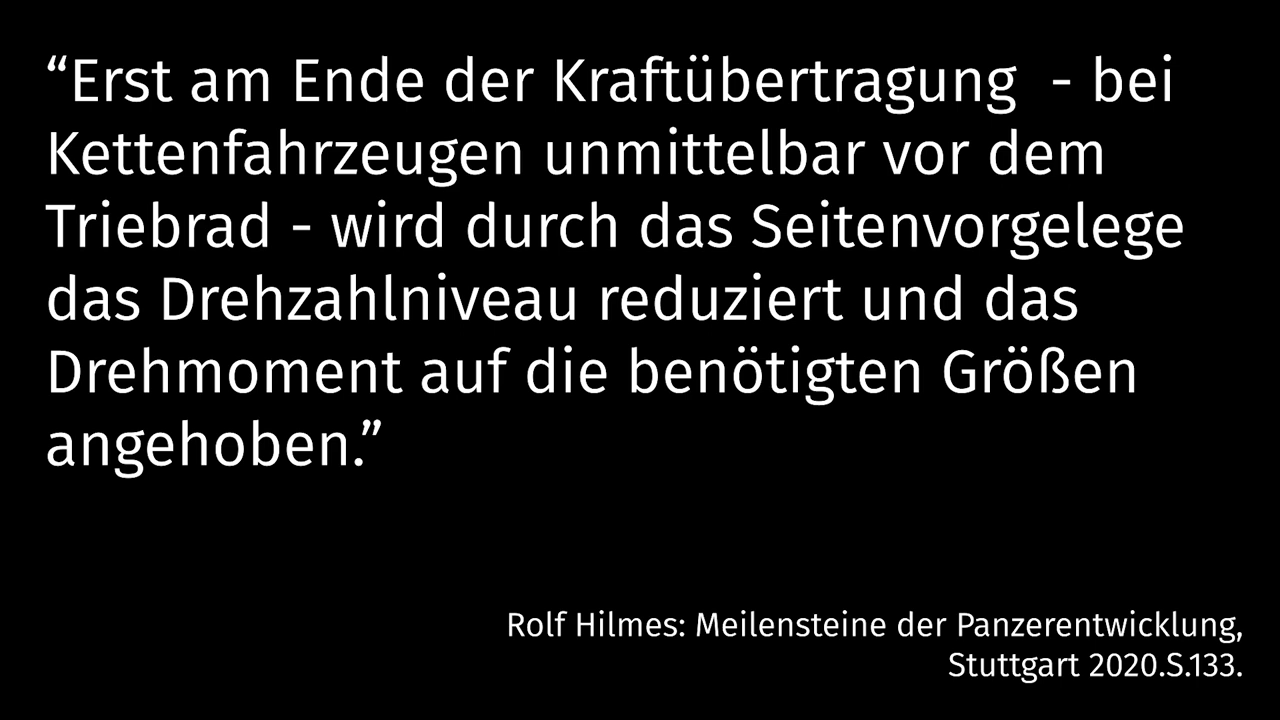 “Erst am Ende der Kraftübertragung  - bei
Kettenfahrzeugen unmittelbar vor dem
Triebrad - wird durch das Seitenvorgelege
das Drehzahlniveau reduziert und das
Drehmoment auf die benötigten Größen
angehoben.”
Rolf Hilmes: Meilensteine der Panzerentwicklung,
Stuttgart 2020.S.133.